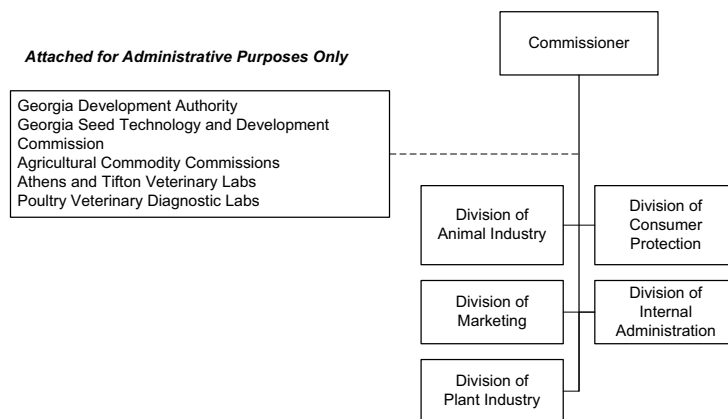 Commissioner
Attached for Administrative Purposes Only
Georgia Development Authority
Georgia Seed Technology and Development
Commission
Agricultural Commodity Commissions
Athens and Tifton Veterinary Labs
Poultry Veterinary Diagnostic Labs
Division of
Animal Industry
Division of
Consumer
Protection
Division of
Marketing
Division of
Internal
Administration
Division of
Plant Industry